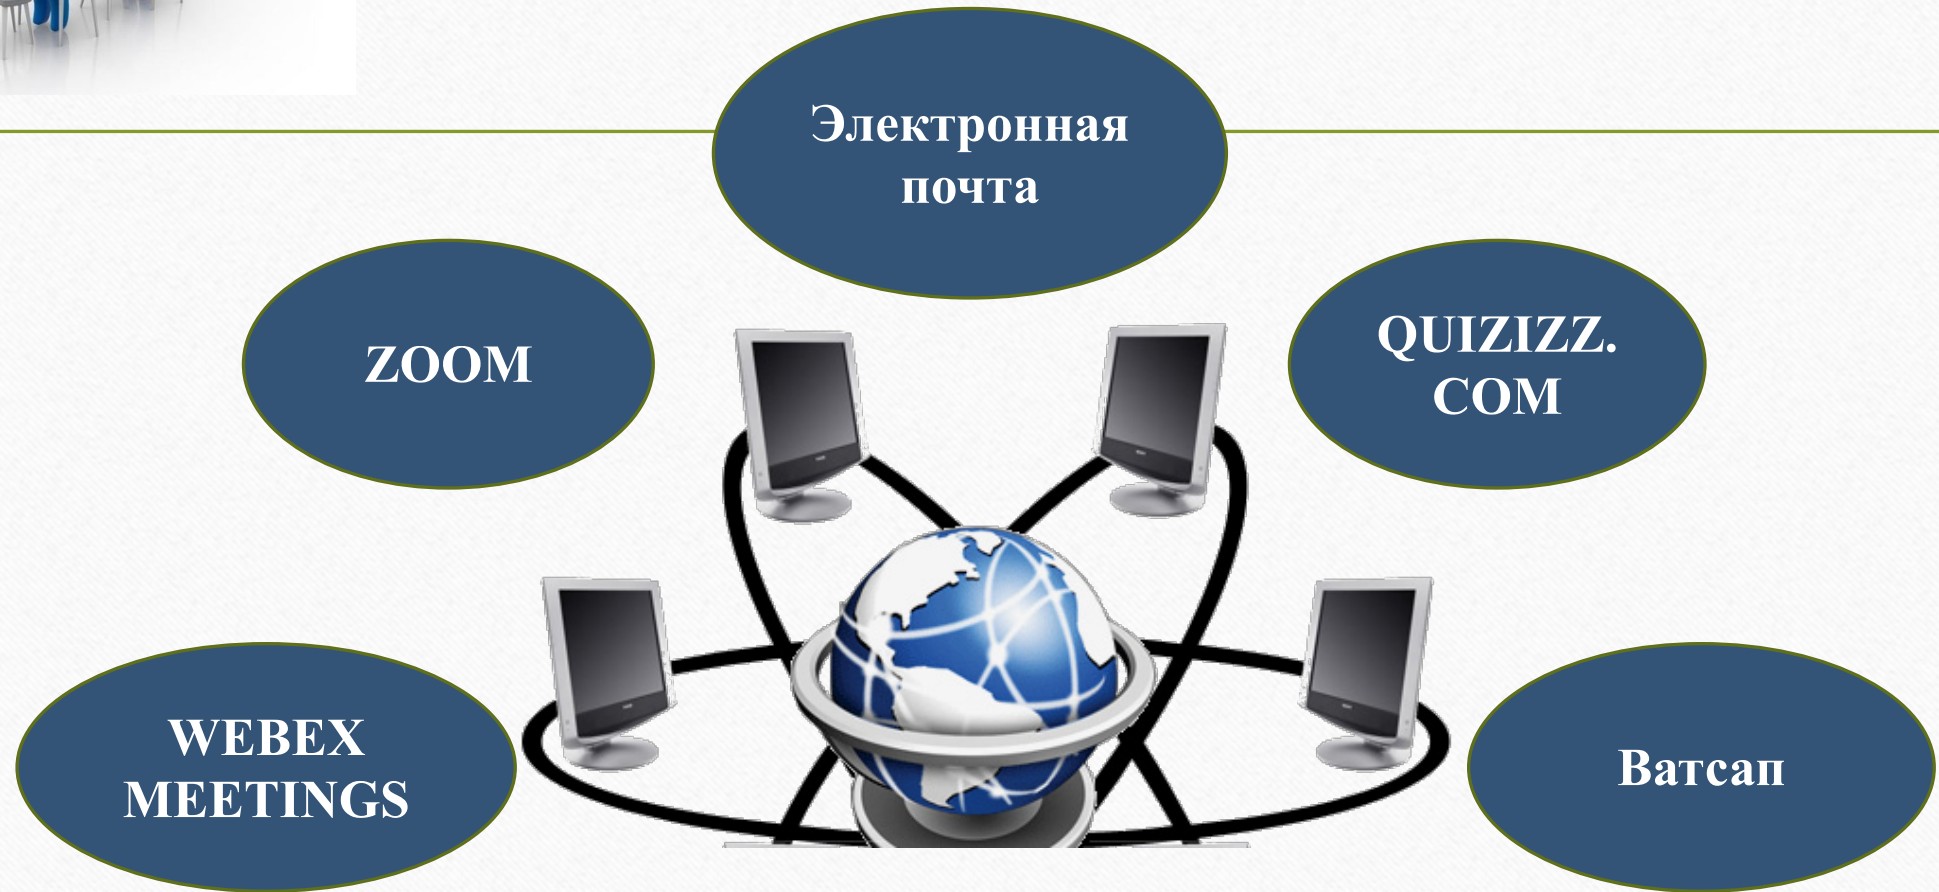 Электронная
почта
ZOOM
QUIZIZZ.
COM
WEBEX
MEETINGS
Ватсап